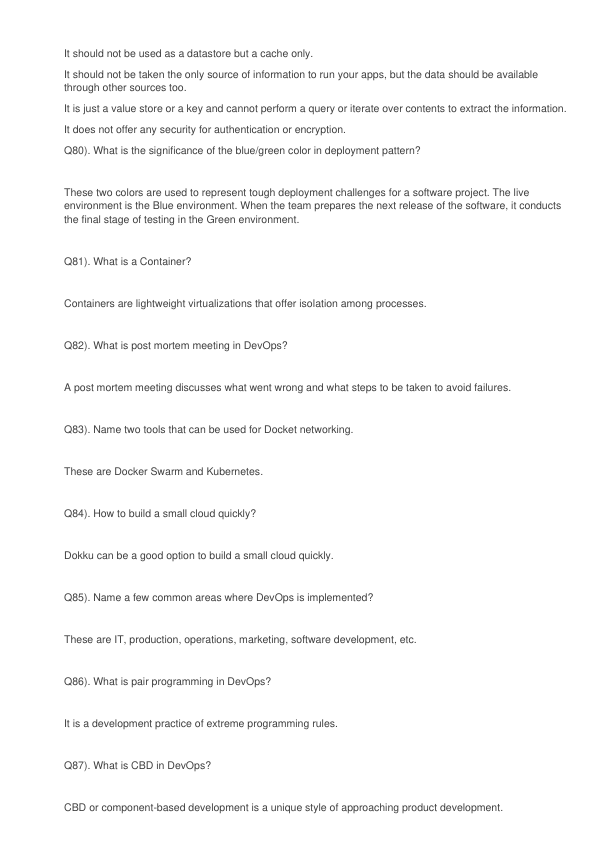 It should not be used as a datastore but a cache only.
It should not be taken the only source of information to run your apps, but the data should be available
through other sources too.
It is just a value store or a key and cannot perform a query or iterate over contents to extract the information.
It does not offer any security for authentication or encryption.
Q80). What is the significance of the blue/green color in deployment pattern?
These two colors are used to represent tough deployment challenges for a software project. The live
environment is the Blue environment. When the team prepares the next release of the software, it conducts
the final stage of testing in the Green environment.
Q81). What is a Container?
Containers are lightweight virtualizations that offer isolation among processes.
Q82). What is post mortem meeting in DevOps?
A post mortem meeting discusses what went wrong and what steps to be taken to avoid failures.
Q83). Name two tools that can be used for Docket networking.
These are Docker Swarm and Kubernetes.
Q84). How to build a small cloud quickly?
Dokku can be a good option to build a small cloud quickly.
Q85). Name a few common areas where DevOps is implemented?
These are IT, production, operations, marketing, software development, etc.
Q86). What is pair programming in DevOps?
It is a development practice of extreme programming rules.
Q87). What is CBD in DevOps?
CBD or component-based development is a unique style of approaching product development.